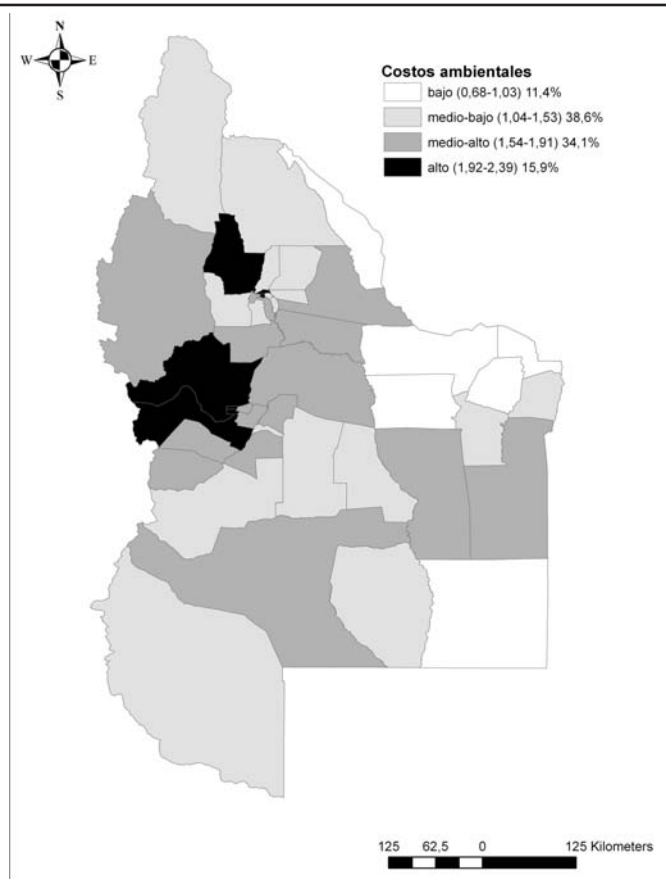 N
W E
S
Costos ambientales
bajo (0,68-1,03) 11,4%
medio-bajo (1,04-1,53) 38,6%
medio-alto (1,54-1,91) 34,1%
alto (1,92-2,39) 15,9%
125 62,5 0 125 Kilometers